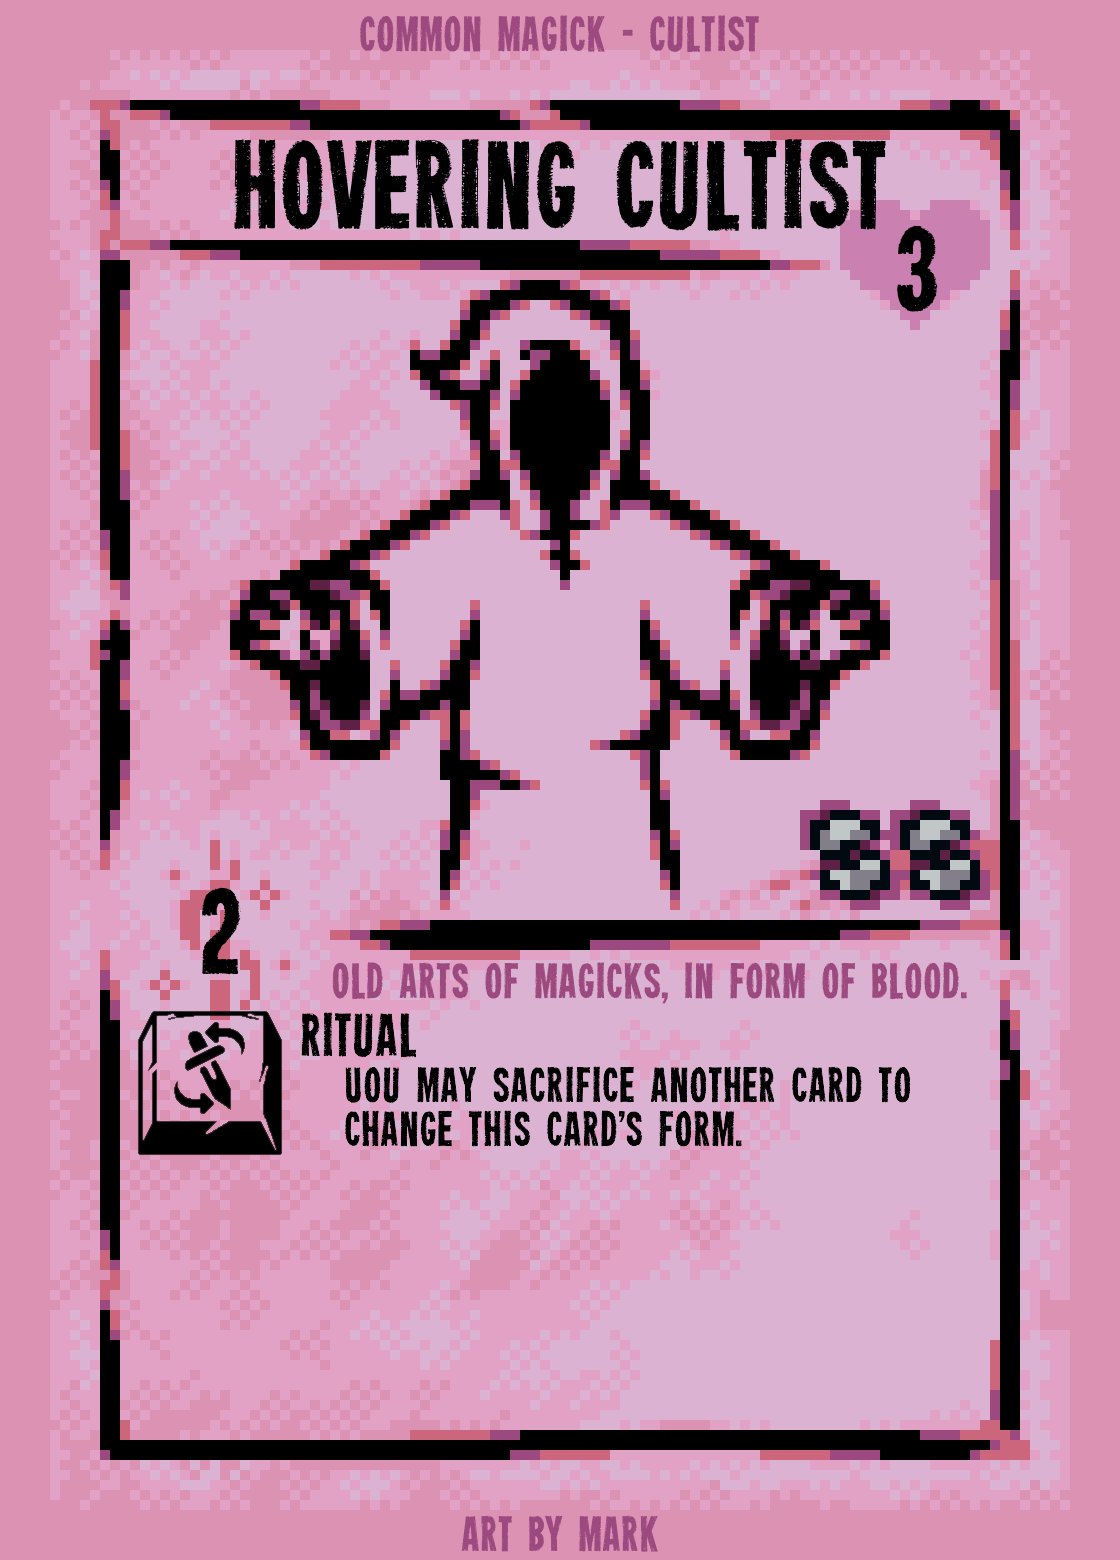 COMMON MAGICK - CULTIST
HOVERING CULTIST
3
2
OLD ARTS OF MAGICKS, IN FORM OF BLOOD.
RITUAL
UOU MAY SACRIFICE ANOTHER CARD TO
CHANGE THIS CARD'S FORM.
ART BY MARK